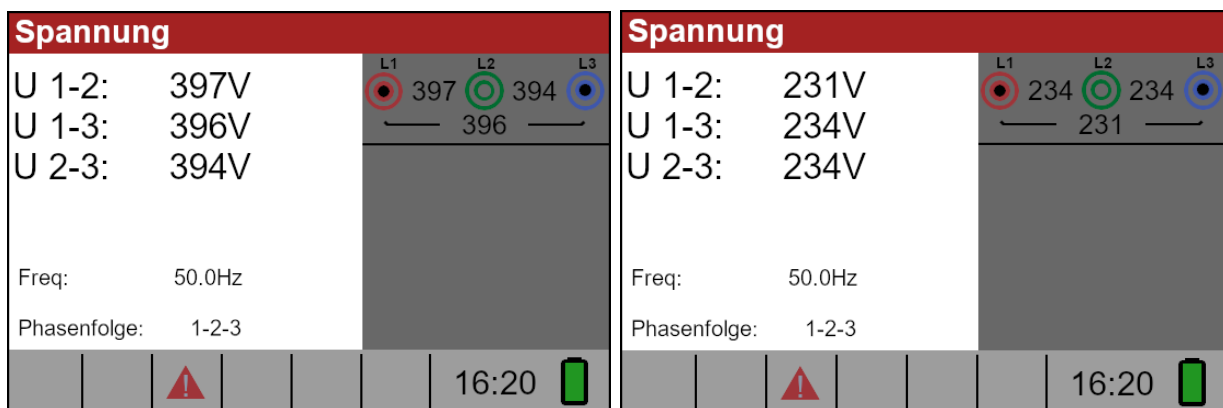 Spannung
U 1-2: 397V
U 1-3: 396V
U 2-3: 394V
Freq: 50.0Hz
Phasenfolge: 1-2-3
L1 L2 L3
397 394
396
16:20
Spannung
U 1-2: 231V
U 1-3: 234V
U 2-3: 234V
Freq: 50.0Hz
Phasenfolge: 1-2-3
L1 L2 L3
234 234
231
16:20